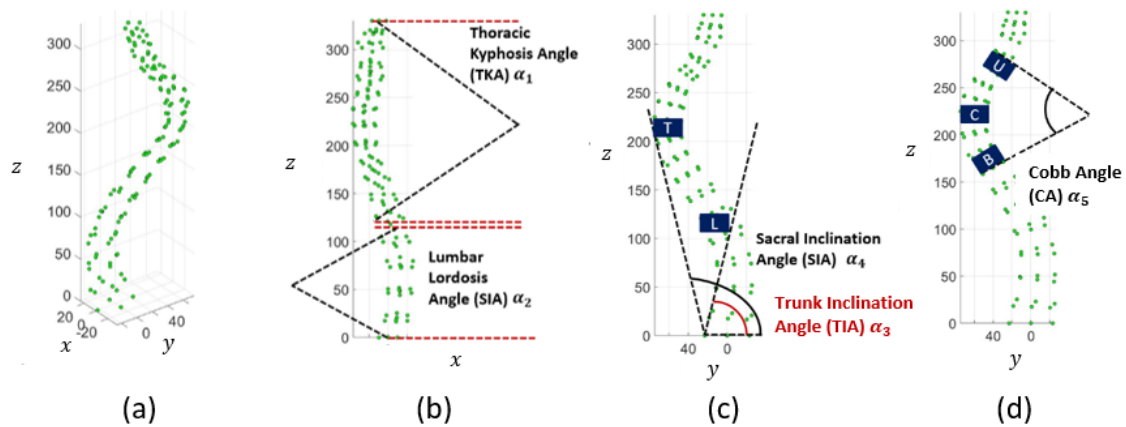 300
250
200
150
100
50
0
z
20
0
-20
x
0
20
40
y
(a)
Thoracic
Kyphosis Angle
(TKA) α₁
300
250
200
150
100
50
0
z
Lumbar
Lordosis
Angle (SIA) α₂
x
(b)
300
250
200
150
100
50
0
z
T
L
Sacral Inclination
Angle (SIA) α₄
Trunk Inclination
Angle (TIA) α₃
40
0
y
(c)
300
250
200
150
100
50
0
z
U
C
B
Cobb Angle
(CA) α₅
40
0
y
(d)